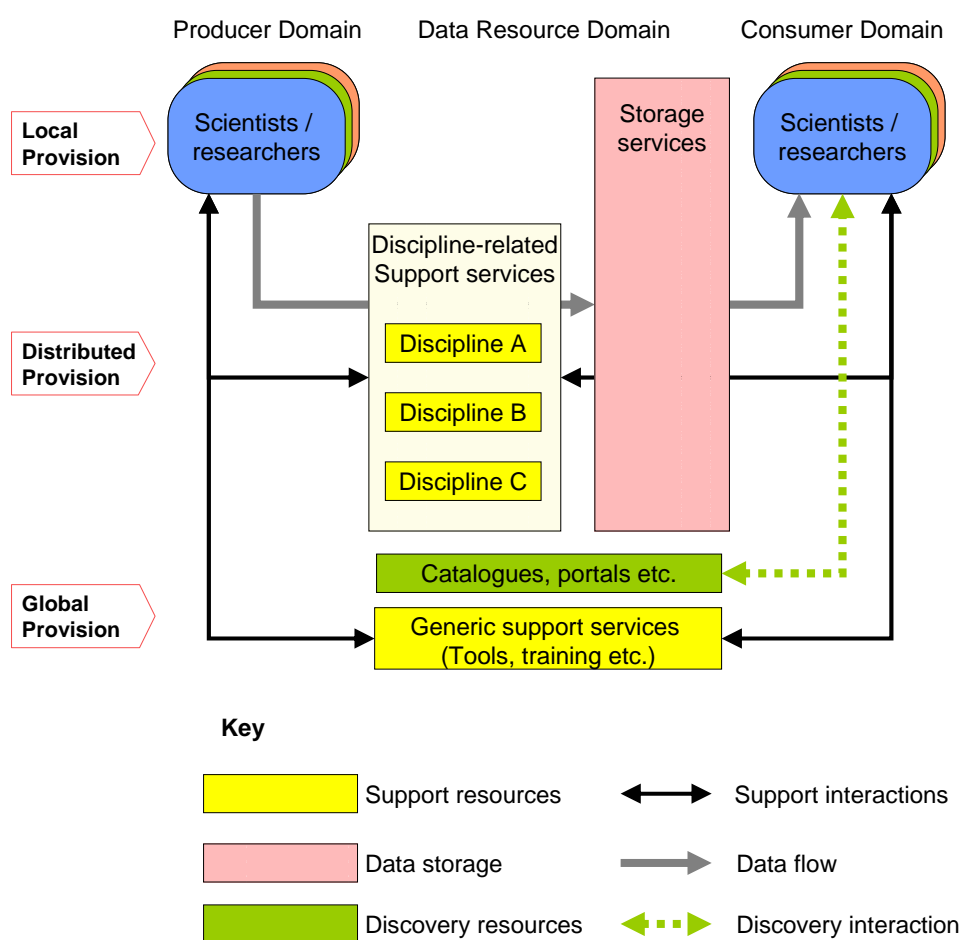 Producer Domain
Data Resource Domain
Consumer Domain
Local
Provision
Scientists /
researchers
Storage
services
Scientists /
researchers
Discipline-related
Support services
Distributed
Provision
Discipline A
Discipline B
Discipline C
Catalogues, portals etc.
Global
Provision
Generic support services
(Tools, training etc.)
Key
Support resources
Support interactions
Data storage
Data flow
Discovery resources
Discovery interaction